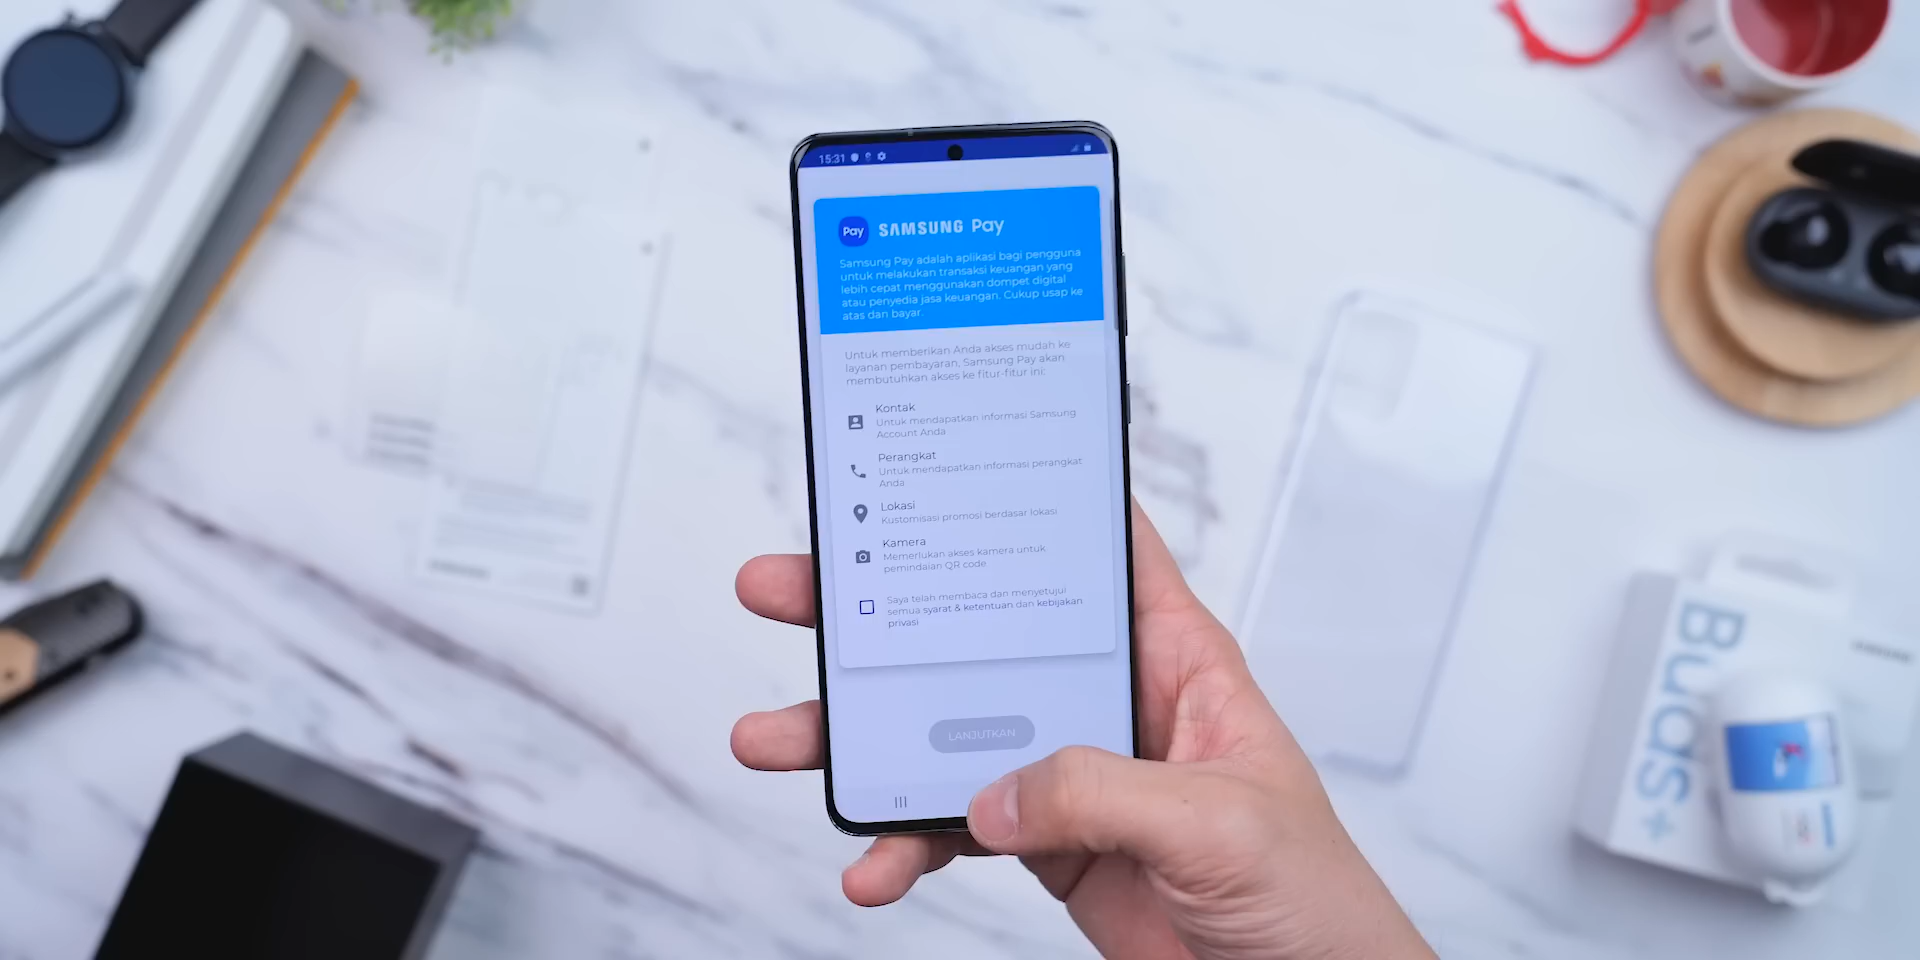 15:31
Pay SAMSUNG Pay
Samsung Pay adalah aplikasi bagi pengguna
untuk melakukan transaksi keuangan yang
lebih cepat menggunakan dompet digital
atau penyedia jasa keuangan. Cukup usap ke
atas dan bayar.
Untuk memberikan Anda akses mudah ke
layanan pembayaran, Samsung Pay akan
membutuhkan akses ke fitur-fitur ini:
Kontak
Untuk mendapatkan informasi Samsung
Account Anda
Perangkat
Untuk mendapatkan informasi perangkat
Anda
Lokasi
Kustomisasi promosi berdasar lokasi
Kamera
Memerlukan akses kamera untuk
pemindaian QR code
Saya telah membaca dan menyetujui
semua syarat & ketentuan dan kebijakan
privasi
LANJUTKAN
Buds+